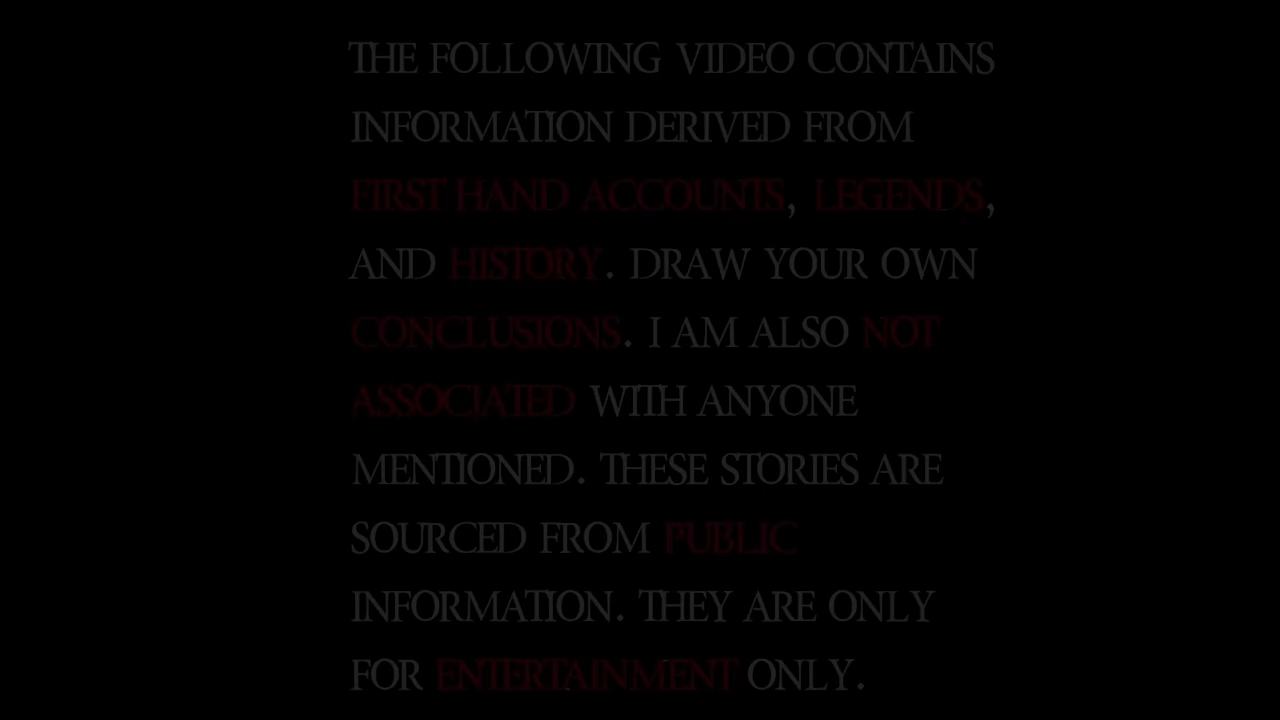 THE FOLLOWING VIDEO CONTAINS
INFORMATION DERIVED FROM
FIRST HAND ACCOUNTS, LEGENDS,
AND HISTORY. DRAW YOUR OWN
CONCLUSIONS. I AM ALSO NOT
ASSOCIATED WITH ANYONE
MENTIONED. THESE STORIES ARE
SOURCED FROM PUBLIC
INFORMATION. THEY ARE ONLY
FOR ENTERTAINMENT ONLY.